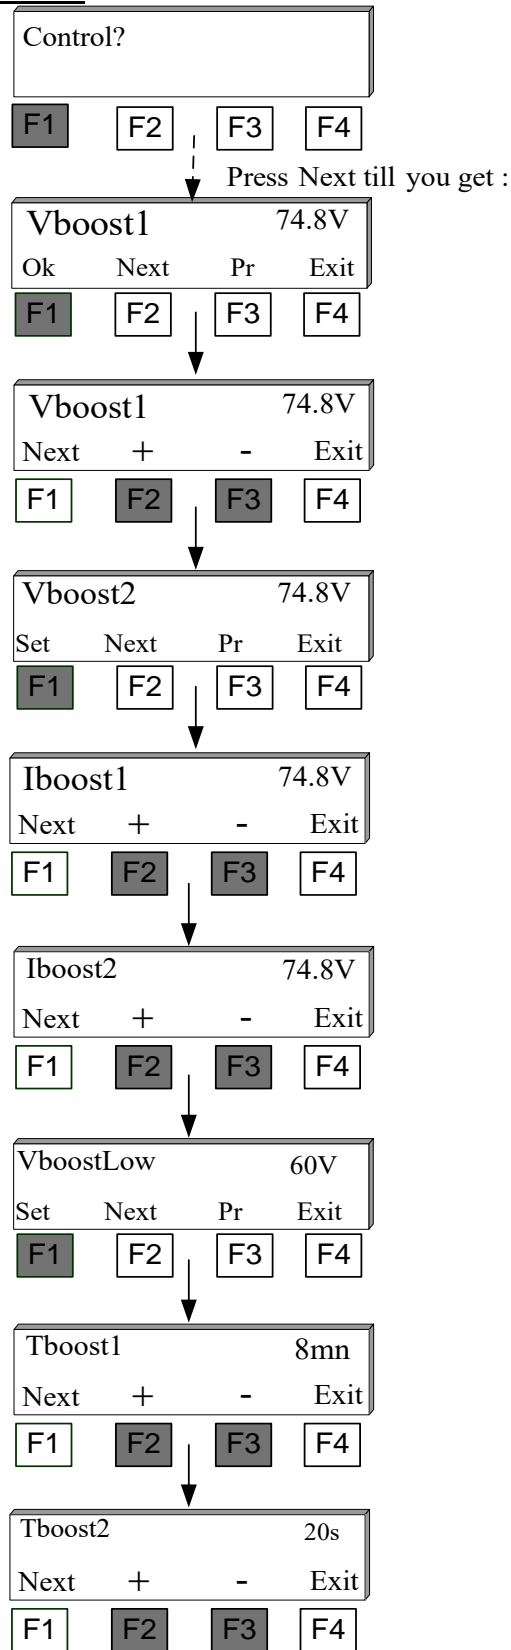 Control?
F1 F2 F3 F4
Press Next till you get :
Vboost1 74.8V
Ok Next Pr Exit
F1 F2 F3 F4
Vboost1 74.8V
Next + - Exit
F1 F2 F3 F4
Vboost2 74.8V
Set Next Pr Exit
F1 F2 F3 F4
Iboost1 74.8V
Next + - Exit
F1 F2 F3 F4
Iboost2 74.8V
Next + - Exit
F1 F2 F3 F4
VboostLow 60V
Set Next Pr Exit
F1 F2 F3 F4
Tboost1 8mn
Next + - Exit
F1 F2 F3 F4
Tboost2 20s
Next + - Exit
F1 F2 F3 F4